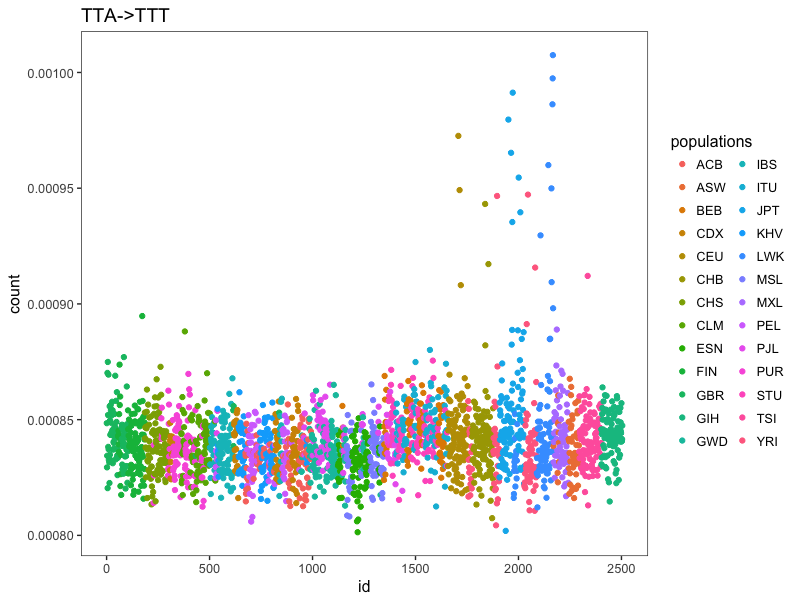 TTA->TTT
0.00100
0.00095
0.00090
0.00085
0.00080
count
0
500
1000
1500
2000
2500
id
populations
ACB
ASW
BEB
CDX
CEU
CHB
CHS
CLM
ESN
FIN
GBR
GIH
GWD
IBS
ITU
JPT
KHV
LWK
MSL
MXL
PEL
PJL
PUR
STU
TSI
YRI